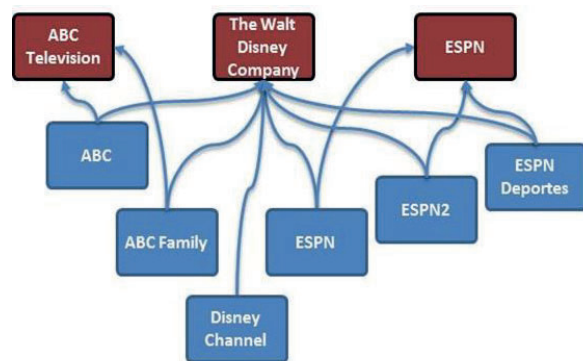 ABC
Television
The Walt
Disney
Company
ESPN
ABC
ABC Family
Disney
Channel
ESPN
ESPN2
ESPN
Deportes